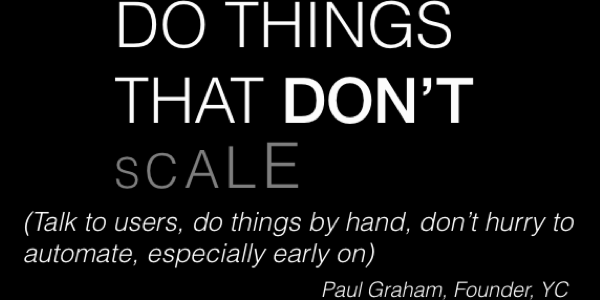 DO THINGS
THAT DON'T
sCALE
(Talk to users, do things by hand, don't hurry to
automate, especially early on)
Paul Graham, Founder, YC